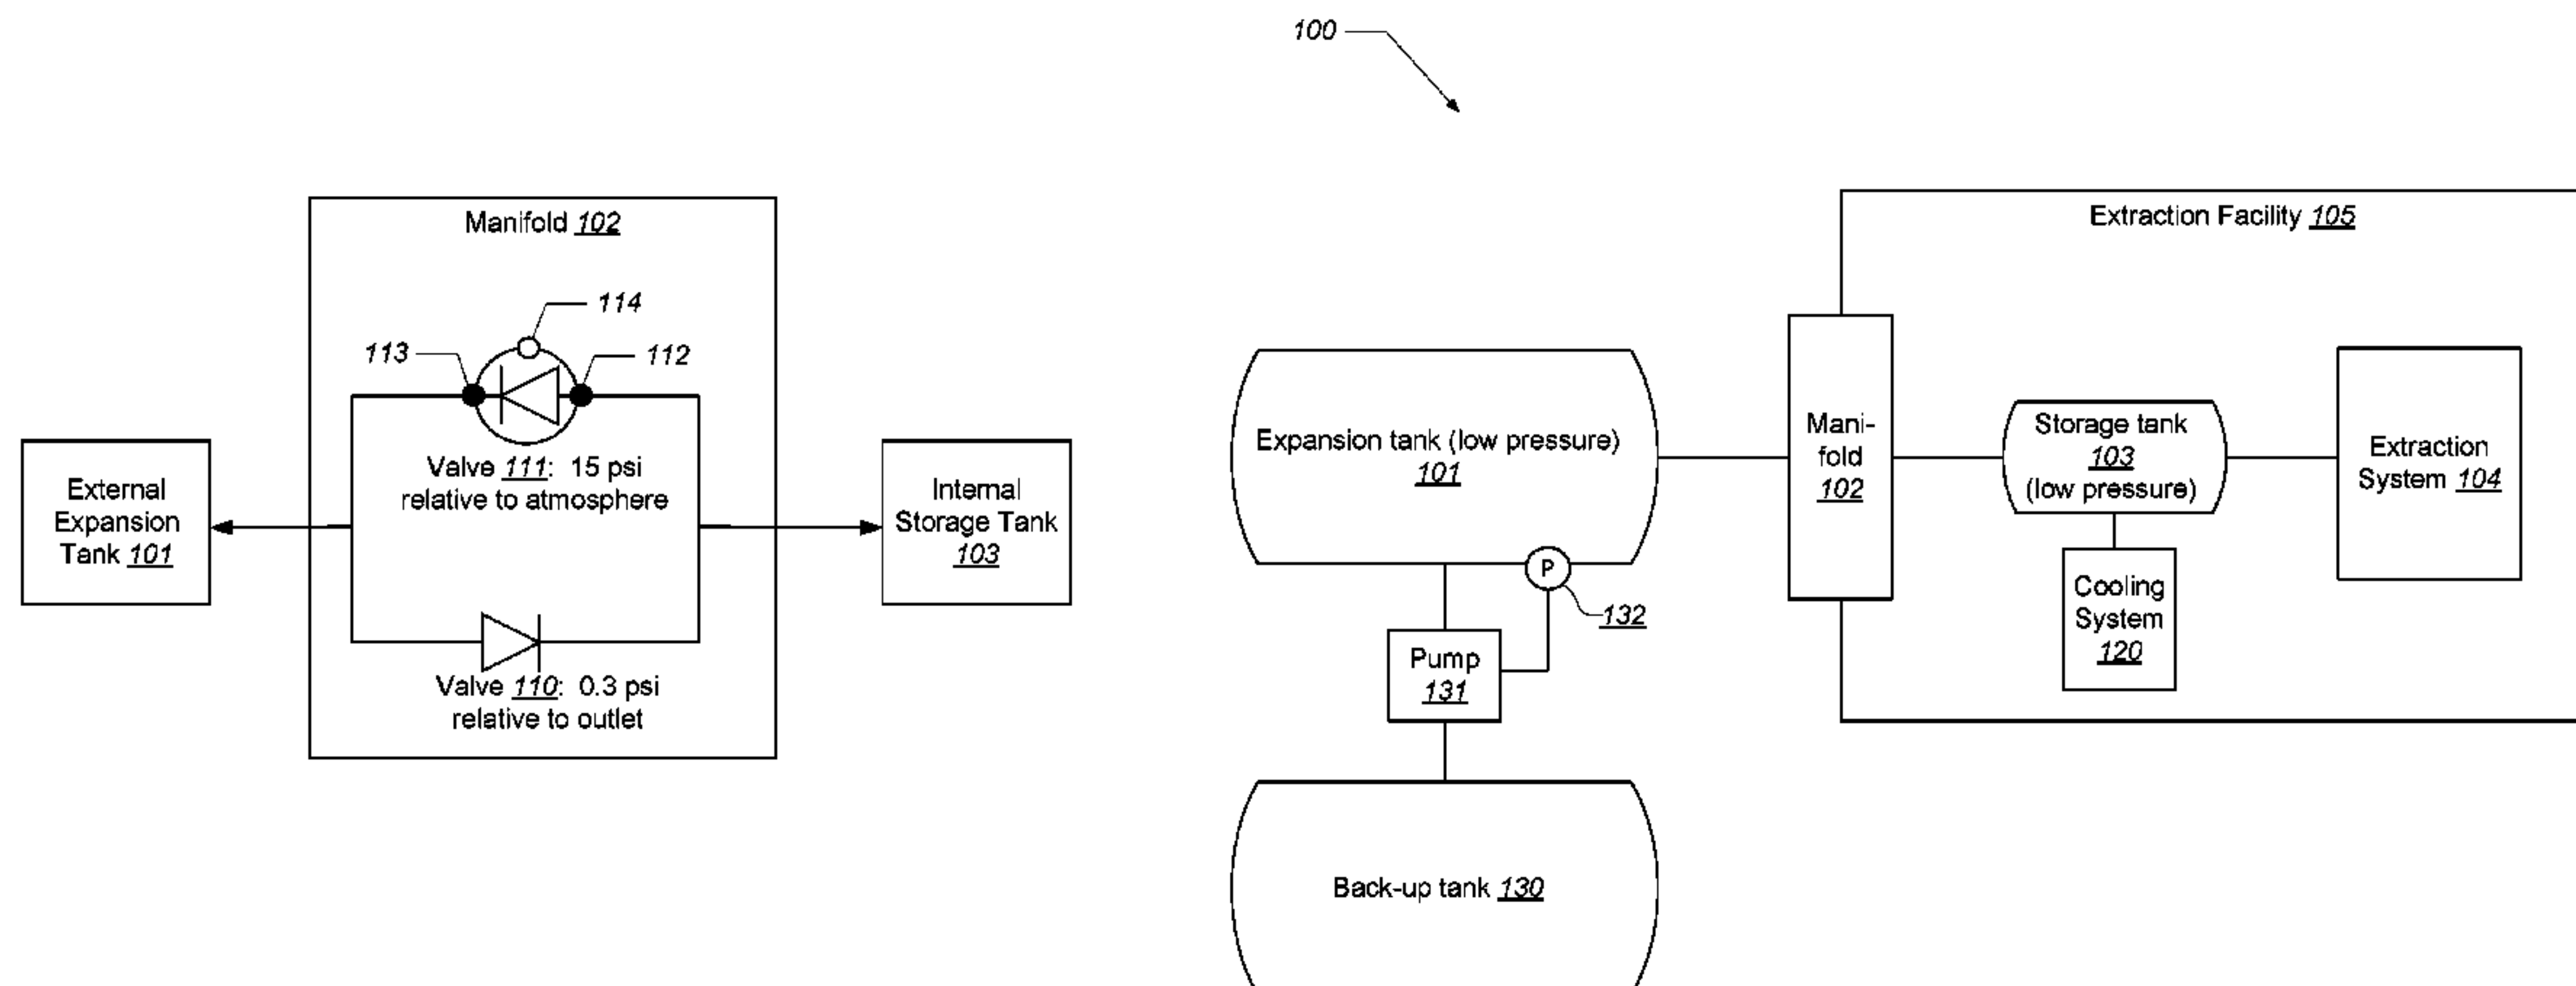 100
Manifold 102
114
113
112
Valve 111: 15 psi
relative to atmosphere
External
Expansion
Tank 101
Internal
Storage Tank
103
Valve 110: 0.3 psi
relative to outlet
Extraction Facility 105
Expansion tank (low pressure)
101
Mani-
fold
102
Storage tank
103
(low pressure)
Extraction
System 104
Cooling
System
120
P
132
Pump
131
Back-up tank 130